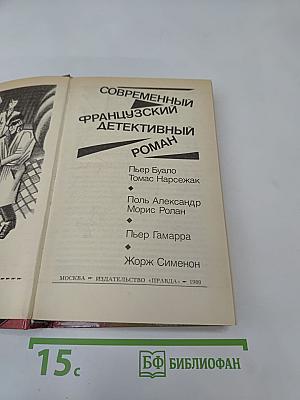 СОВРЕМЕННЫЙ
ФРАНЦУЗСКИЙ
ДЕТЕКТИВНЫЙ
РОМАН
Пьер Буало
Томас Нарсежак
Поль Александр
Морис Ролан
Пьер Гамарра
Жорж Сименон
МОСКВА – ИЗДАТЕЛЬСТВО «ПРАВДА» – 1989
15с
БФ БИБЛИОФАН